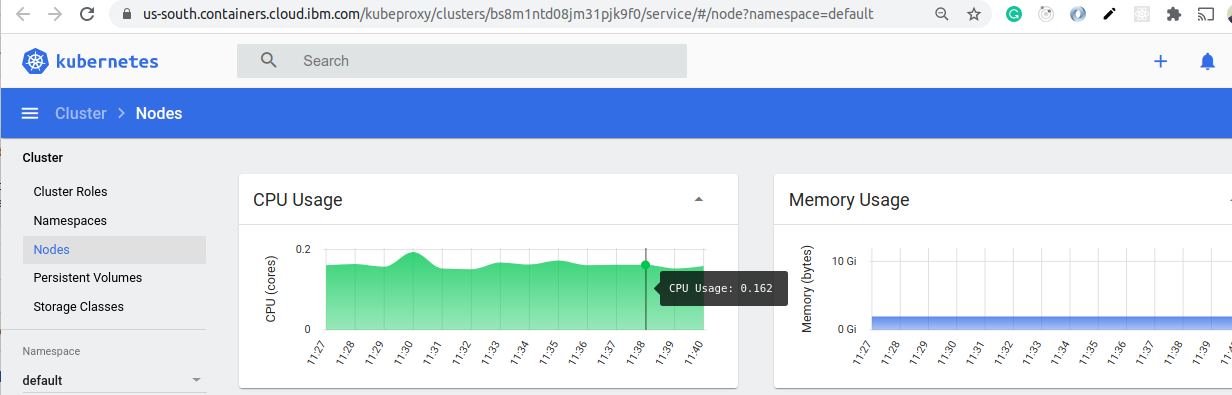 us-south.containers.cloud.ibm.com/kubeproxy/clusters/bs8m1ntd08jm31pjk9f0/service/#/node?namespace=default
kubernetes
Search
Cluster
Nodes
Cluster
Cluster Roles
Namespaces
Nodes
Persistent Volumes
Storage Classes
Namespace
default
CPU Usage
CPU (cores)
0.2
0
CPU Usage: 0.162
11:27 11:28 11:29 11:30 11:31 11:32 11:33 11:34 11:35 11:36 11:37 11:38 11:39 11:40
Memory Usage
Memory (bytes)
10 Gi
0 Gi
11:27 11:28 11:29 11:30 11:31 11:32 11:33 11:34 11:35 11:36 11:37 11:38 11:39